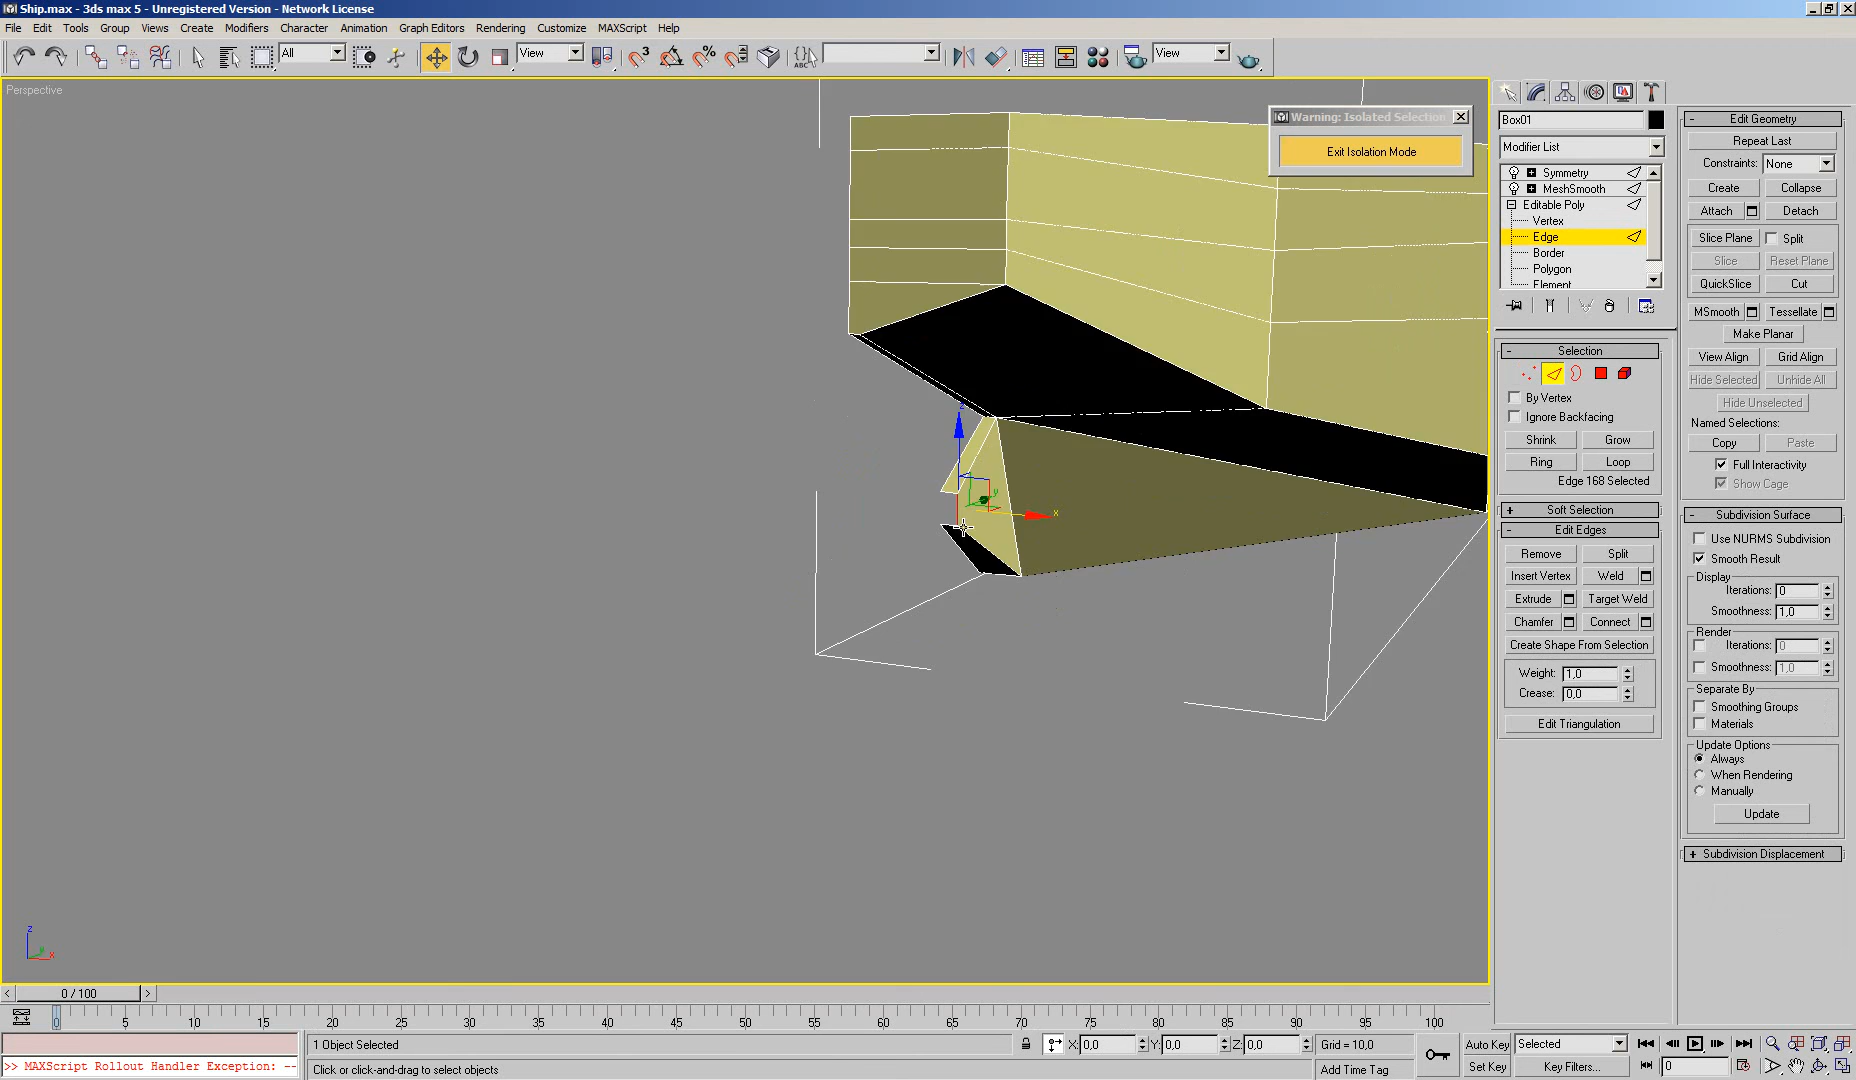 Ship.max - 3ds max 5 - Unregistered Version - Network License
File Edit Tools Group Views Create Modifiers Character Animation Graph Editors Rendering Customize MAXScript Help
All View View
Perspective
Warning: Isolated Selection
Exit Isolation Mode
z
y
x
z
y
x
Box01
Modifier List
Symmetry
MeshSmooth
Editable Poly
Vertex
Edge
Border
Polygon
Element
Selection
By Vertex
Ignore Backfacing
Shrink Grow
Ring Loop
Edge 168 Selected
Soft Selection
Edit Edges
Remove Split
Insert Vertex Weld
Extrude Target Weld
Chamfer Connect
Create Shape From Selection
Weight: 1,0
Crease: 0,0
Edit Triangulation
Edit Geometry
Repeat Last
Constraints: None
Create Collapse
Attach Detach
Slice Plane Split
Slice Reset Plane
QuickSlice Cut
MSmooth Tessellate
Make Planar
View Align Grid Align
Hide Selected Unhide All
Hide Unselected
Named Selections:
Copy Paste
Full Interactivity
Show Cage
Subdivision Surface
Use NURMS Subdivision
Smooth Result
Display
Iterations: 0
Smoothness: 1,0
Render
Iterations: 0
Smoothness: 1,0
Separate By
Smoothing Groups
Materials
Update Options
Always
When Rendering
Manually
Update
Subdivision Displacement
0 / 100
0 5 10 15 20 25 30 35 40 45 50 55 60 65 70 75 80 85 90 95 100
1 Object Selected X: 0,0 Y: 0,0 Z: 0,0 Grid = 10,0 Auto Key Selected
>> MAXScript Rollout Handler Exception: -- Click or click-and-drag to select objects Add Time Tag Set Key Key Filters... 0